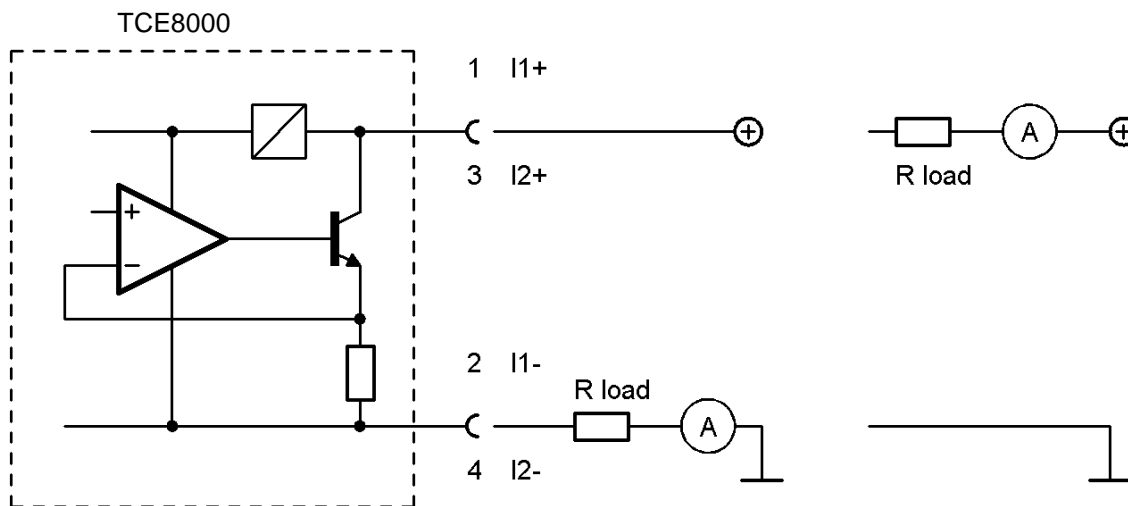 TCE8000
1 I1+
3 I2+
A
R load
+
−
2 I1-
R load
A
4 I2-